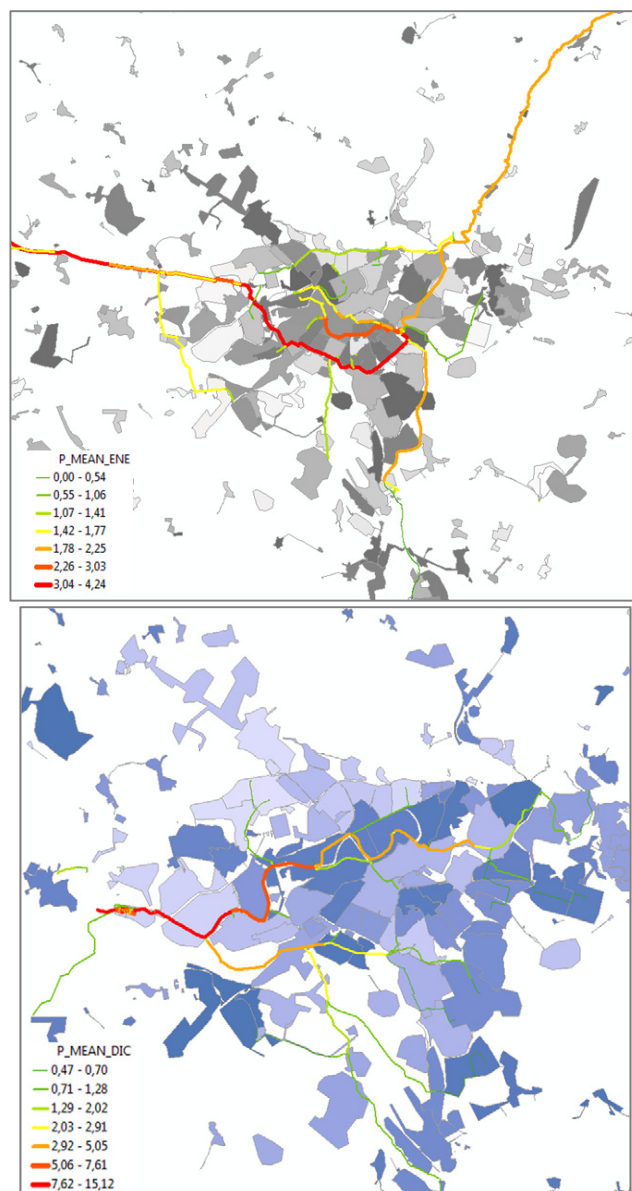 P_MEAN_ENE
0,00 - 0,54
0,55 - 1,06
1,07 - 1,41
1,42 - 1,77
1,78 - 2,25
2,26 - 3,03
3,04 - 4,24
P_MEAN_DIC
0,47 - 0,70
0,71 - 1,28
1,29 - 2,02
2,03 - 2,91
2,92 - 5,05
5,06 - 7,61
7,62 - 15,12